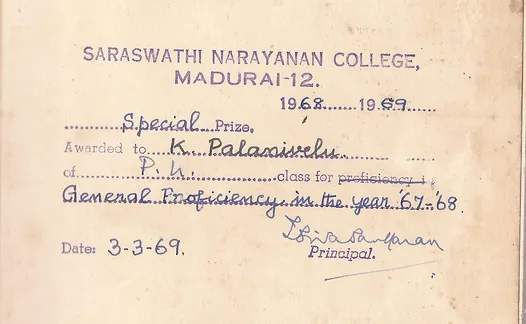 SARASWATHI NARAYANAN COLLEGE,
MADURAI-12.
1968........ 1969......
..............Special...Prize,
Awarded to...K. Palanivelu...............
of..............P. U.....................class for proficiency i
General Proficiency in the year '67-'68.
Date: 3-3-69.
Principal.